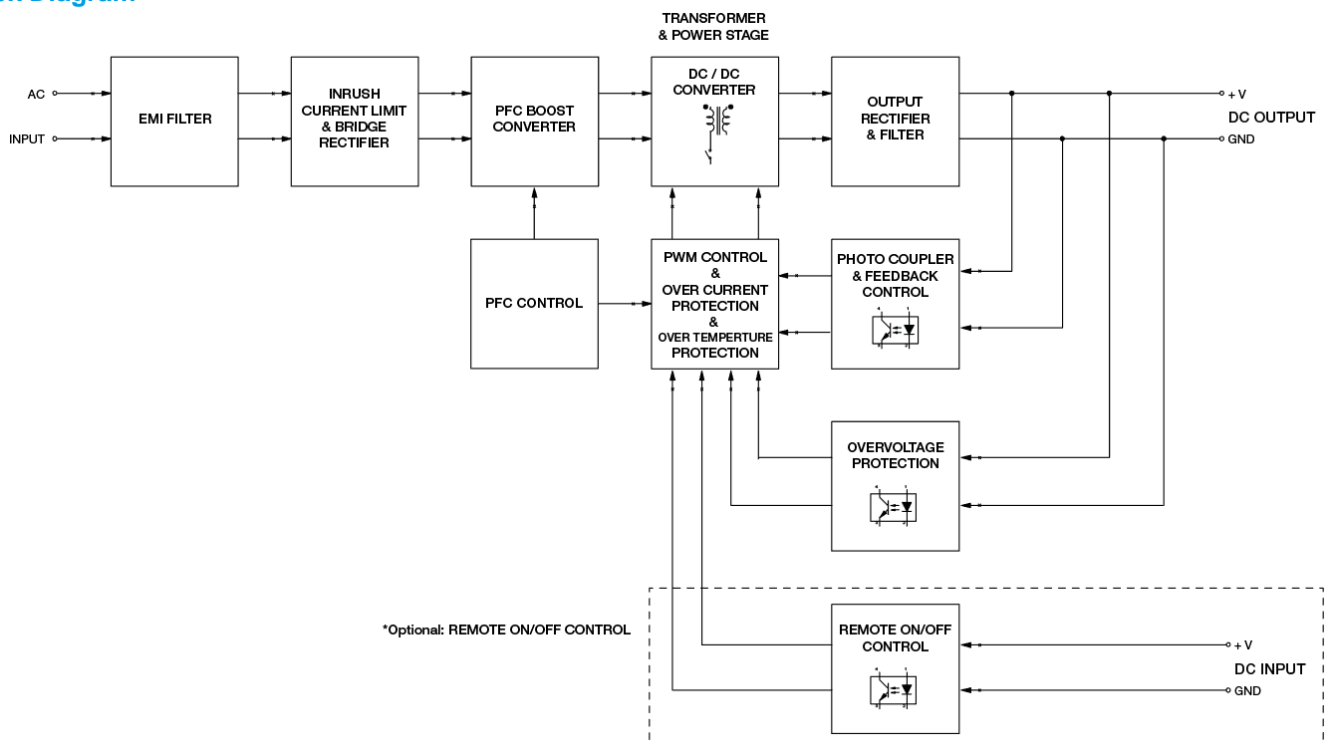 Diagram
TRANSFORMER
& POWER STAGE
AC
INPUT
EMI FILTER
INRUSH
CURRENT LIMIT
& BRIDGE
RECTIFIER
PFC BOOST
CONVERTER
DC / DC
CONVERTER
OUTPUT
RECTIFIER
& FILTER
+ V
DC OUTPUT
GND
PFC CONTROL
PWM CONTROL
&
OVER CURRENT
PROTECTION
&
OVER TEMPERTURE
PROTECTION
PHOTO COUPLER
& FEEDBACK
CONTROL
OVERVOLTAGE
PROTECTION
*Optional: REMOTE ON/OFF CONTROL
REMOTE ON/OFF
CONTROL
+ V
DC INPUT
GND